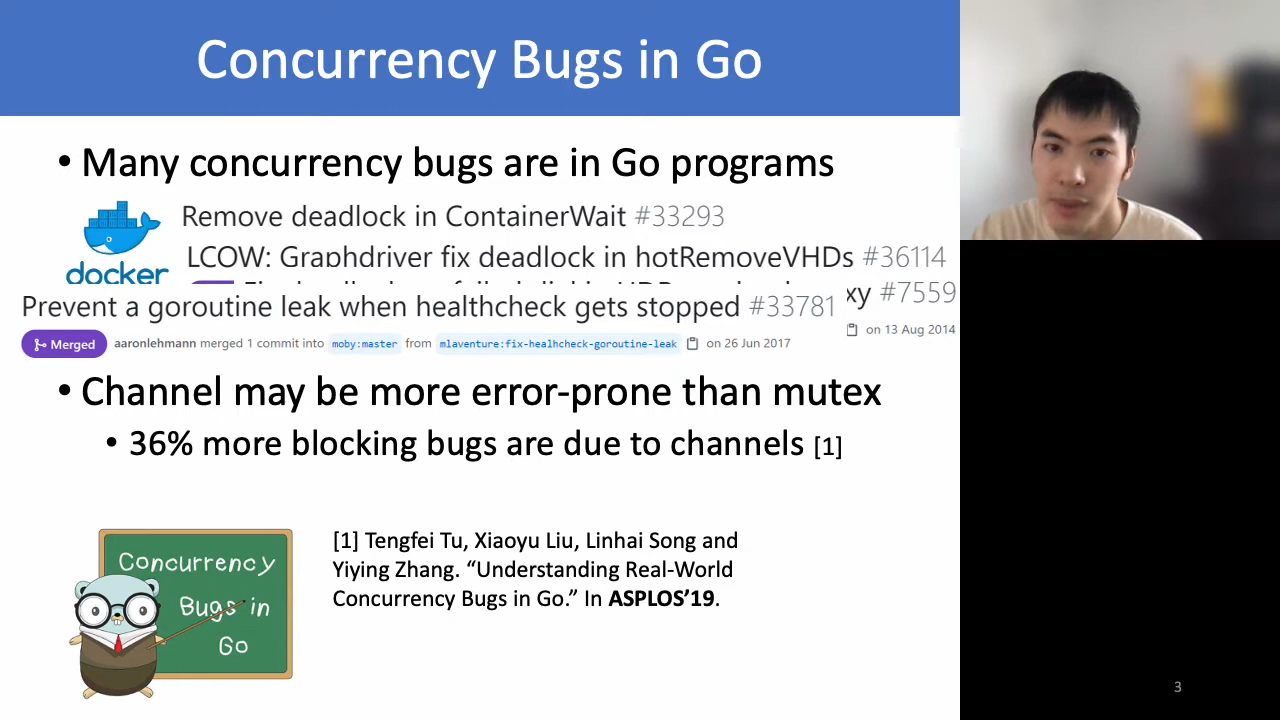 Concurrency Bugs in Go
• Many concurrency bugs are in Go programs
docker
Remove deadlock in ContainerWait #33293
LCOW: Graphdriver fix deadlock in hotRemoveVHDs #36114
xy #7559
on 13 Aug 2014
Prevent a goroutine leak when healthcheck gets stopped #33781
Merged aaronlehmann merged 1 commit into moby:master from mlaventure:fix-healhcheck-goroutine-leak on 26 Jun 2017
• Channel may be more error-prone than mutex
• 36% more blocking bugs are due to channels [1]
Concurrency
Bugs in
Go
[1] Tengfei Tu, Xiaoyu Liu, Linhai Song and
Yiying Zhang. “Understanding Real-World
Concurrency Bugs in Go.” In ASPLOS’19.
3